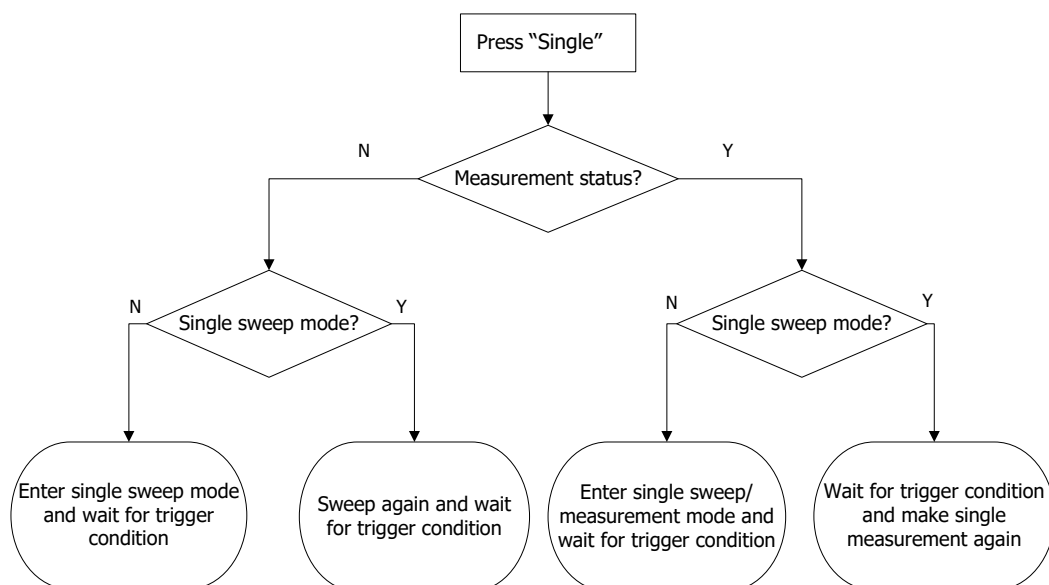 Press “Single”
N
Y
Measurement status?
N
Y
N
Y
Single sweep mode?
Single sweep mode?
Enter single sweep mode
and wait for trigger
condition
Sweep again and wait
for trigger condition
Enter single sweep/
measurement mode and
wait for trigger condition
Wait for trigger condition
and make single
measurement again